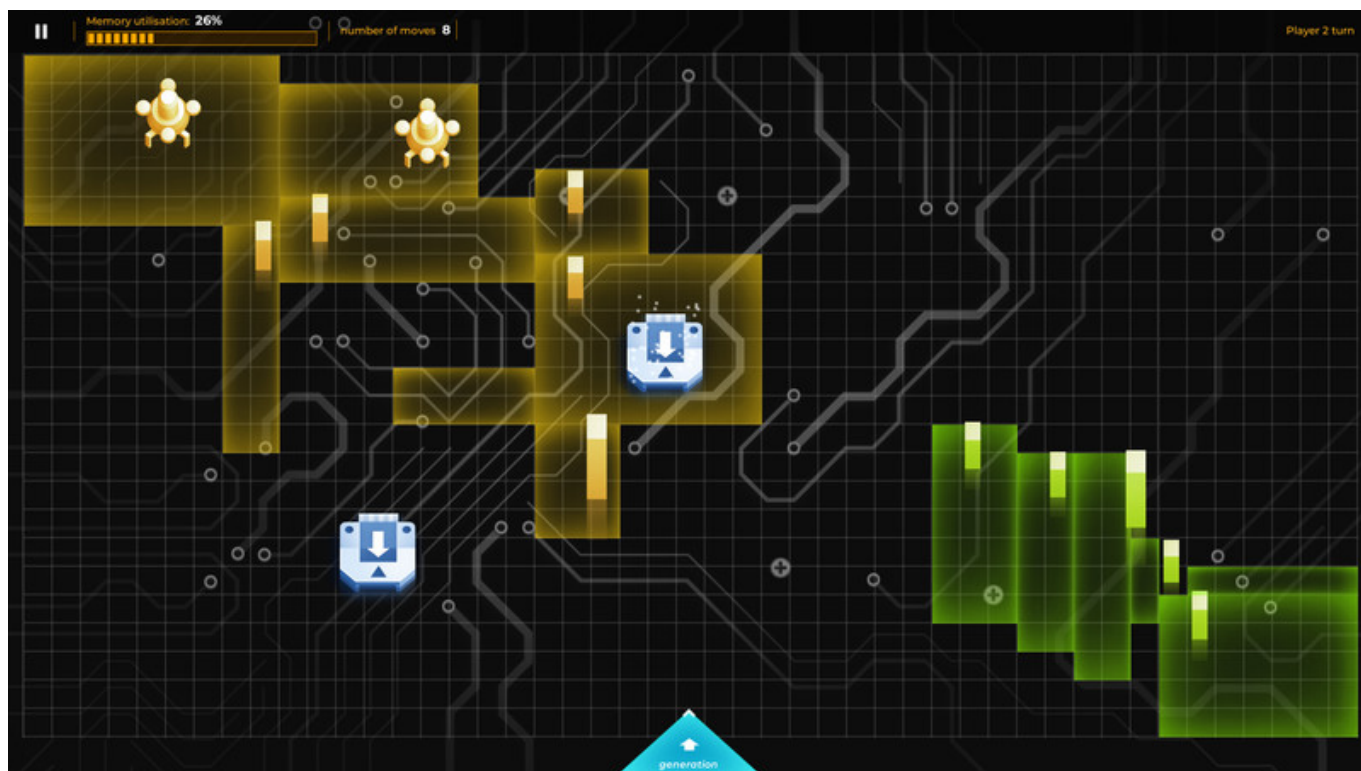 Memory utilisation: 26%
number of moves 8
Player 2 turn
generation